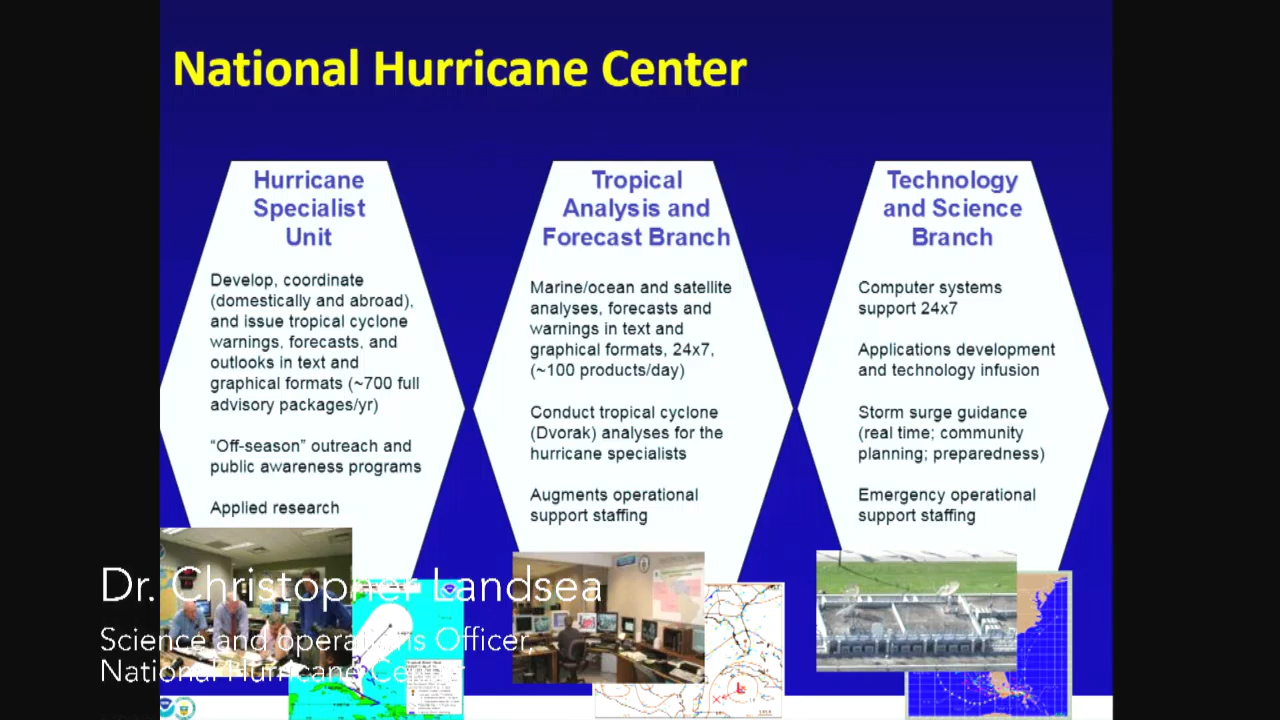 National Hurricane Center
Hurricane
Specialist
Unit
Develop, coordinate
(domestically and abroad),
and issue tropical cyclone
warnings, forecasts, and
outlooks in text and
graphical formats (~700 full
advisory packages/yr)
“Off-season” outreach and
public awareness programs
Applied research
Tropical
Analysis and
Forecast Branch
Marine/ocean and satellite
analyses, forecasts and
warnings in text and
graphical formats, 24x7,
(~100 products/day)
Conduct tropical cyclone
(Dvorak) analyses for the
hurricane specialists
Augments operational
support staffing
Technology
and Science
Branch
Computer systems
support 24x7
Applications development
and technology infusion
Storm surge guidance
(real time; community
planning; preparedness)
Emergency operational
support staffing
Dr. Christopher Landsea
Science and operations Officer,
National Hurricane Center